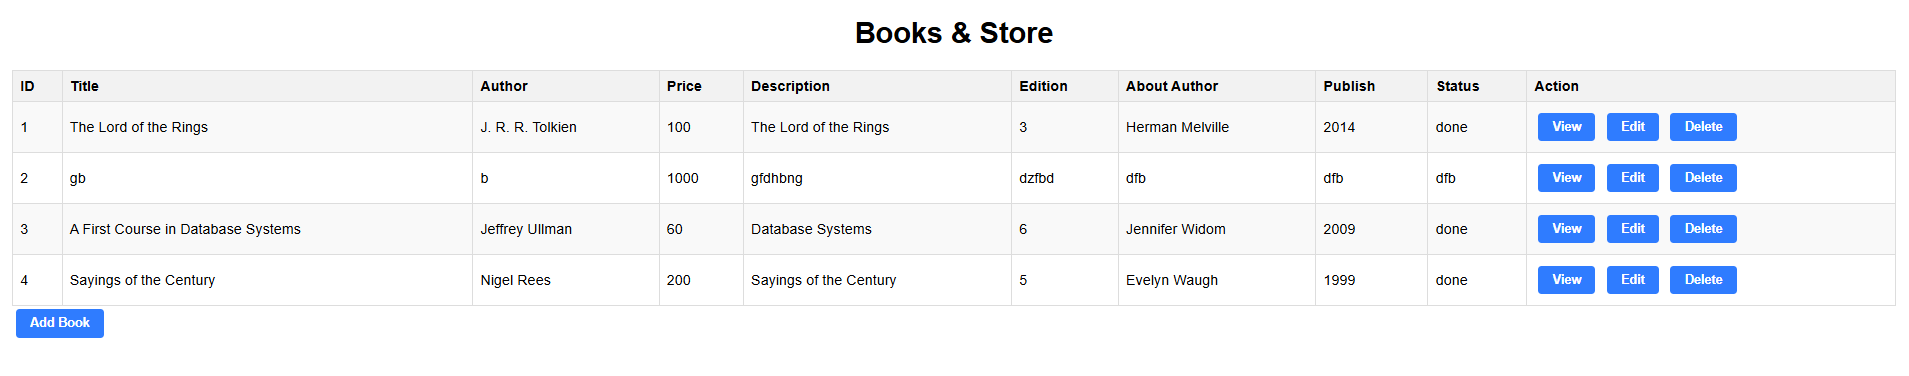 Books & Store
ID Title Author Price Description Edition About Author Publish Status Action
1 The Lord of the Rings J. R. R. Tolkien 100 The Lord of the Rings 3 Herman Melville 2014 done View Edit Delete
2 gb b 1000 gfdhbng dzfbd dfb dfb dfb View Edit Delete
3 A First Course in Database Systems Jeffrey Ullman 60 Database Systems 6 Jennifer Widom 2009 done View Edit Delete
4 Sayings of the Century Nigel Rees 200 Sayings of the Century 5 Evelyn Waugh 1999 done View Edit Delete
Add Book